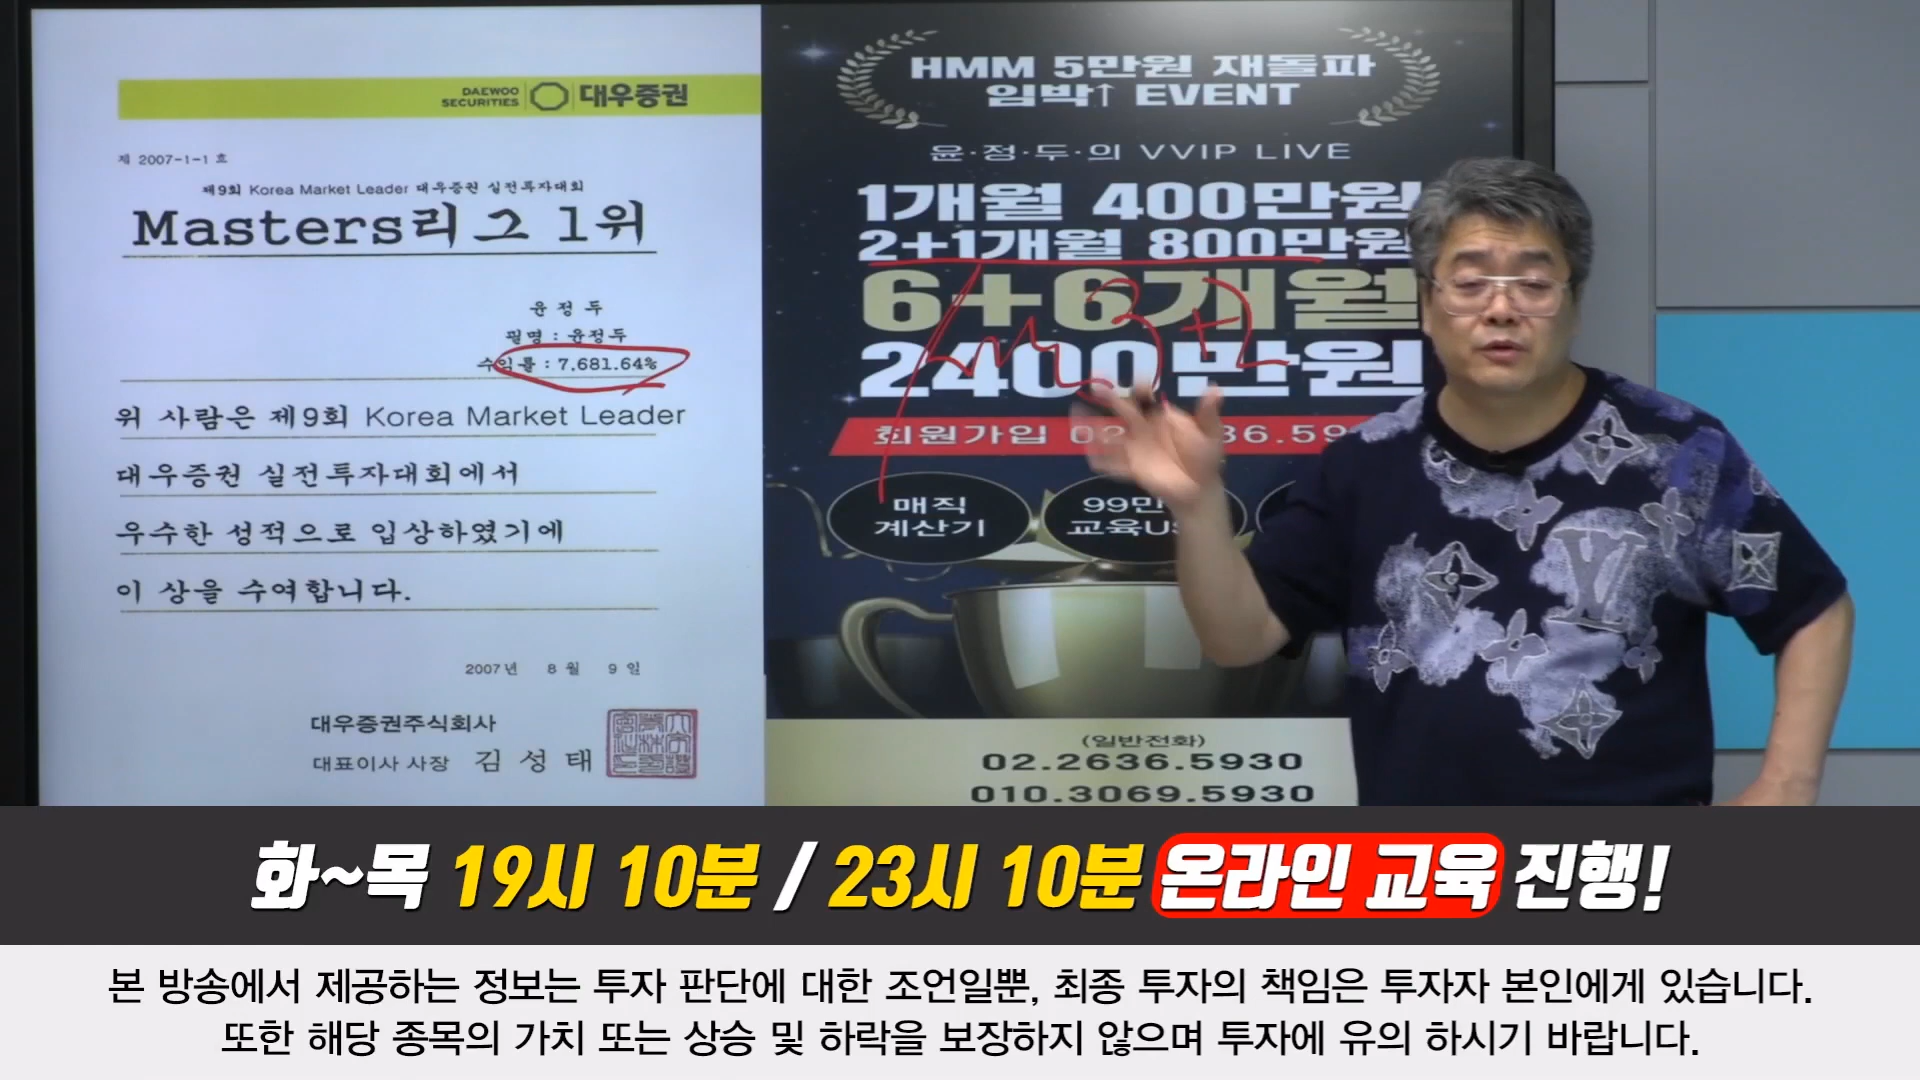 DAEWOO
SECURITIES
대우증권
제 2007-1-1 호
제9회 Korea Market Leader 대우증권 실전투자대회
Masters리그 1위
윤 정 두
필명 : 윤정두
수익률 : 7,681.64%
위 사람은 제9회 Korea Market Leader
대우증권 실전투자대회에서
우수한 성적으로 입상하였기에
이 상을 수여합니다.
2007년 8월 9일
대우증권주식회사
대표이사 사장 김 성 태
HMM 5만원 재돌파
임박↑ EVENT
윤·정·두·의 VVIP LIVE
1개월 400만원
2+1개월 800만원
6+6개월
2400만원
3+2
회원가입
매직
계산기
교육
(일반전화)
02.2636.5930
010.3069.5930
화~목 19시 10분 / 23시 10분 온라인 교육 진행!
본 방송에서 제공하는 정보는 투자 판단에 대한 조언일뿐, 최종 투자의 책임은 투자자 본인에게 있습니다.
또한 해당 종목의 가치 또는 상승 및 하락을 보장하지 않으며 투자에 유의 하시기 바랍니다.